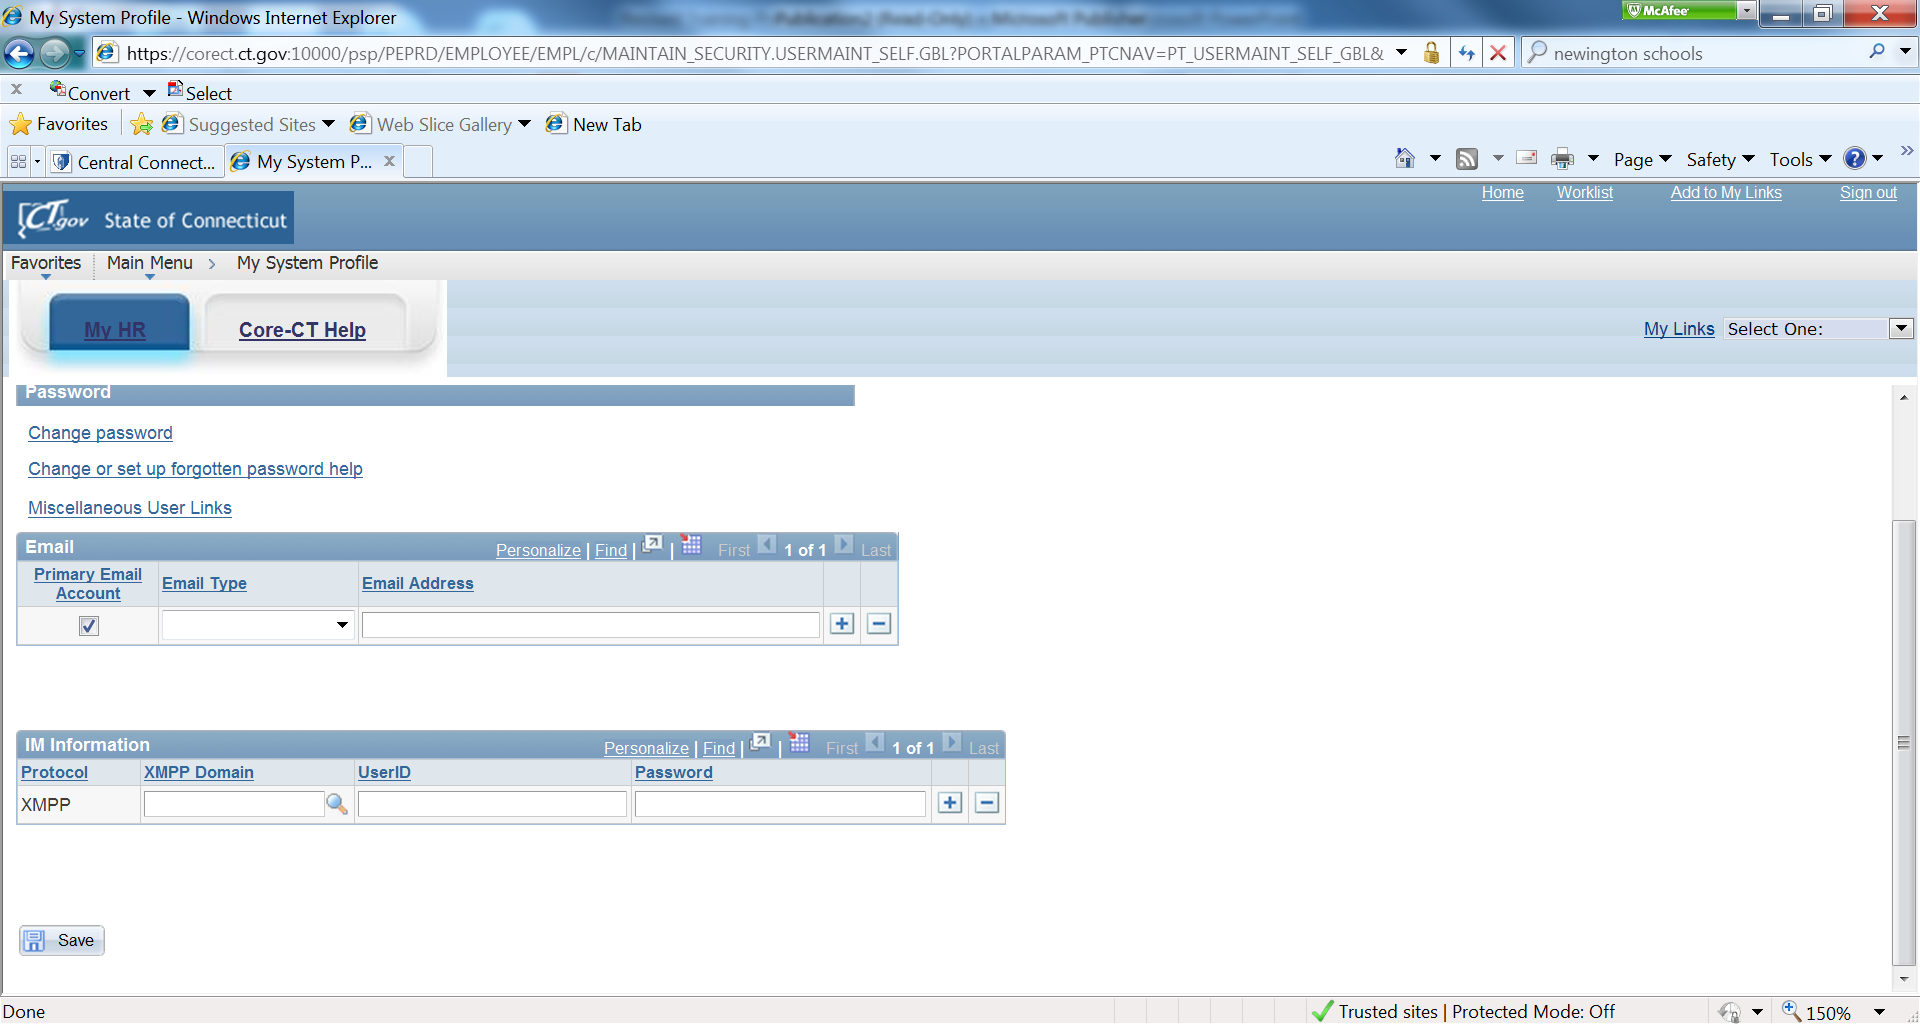 My System Profile - Windows Internet Explorer
McAfee
https://corect.ct.gov:10000/psp/PEPRD/EMPLOYEE/EMPL/c/MAINTAIN_SECURITY.USERMAINT_SELF.GBL?PORTALPARAM_PTCNAV=PT_USERMAINT_SELF_GBL& newington schools
x Convert Select
Favorites Suggested Sites Web Slice Gallery New Tab
Central Connect... My System P... x Page Safety Tools ? »
Home Worklist Add to My Links Sign out
CT.gov State of Connecticut
Favorites Main Menu > My System Profile
My HR Core-CT Help My Links Select One:
Password
Change password
Change or set up forgotten password help
Miscellaneous User Links
Email Personalize | Find | | First 1 of 1 Last
Primary Email Account Email Type Email Address
IM Information Personalize | Find | | First 1 of 1 Last
Protocol XMPP Domain UserID Password
XMPP
Save
Done Trusted sites | Protected Mode: Off 150%